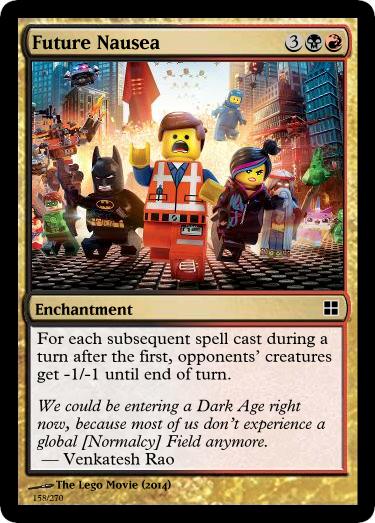 Future Nausea 3
Enchantment
For each subsequent spell cast during a
turn after the first, opponents' creatures
get -1/-1 until end of turn.
We could be entering a Dark Age right
now, because most of us don't experience a
global [Normalcy] Field anymore.
— Venkatesh Rao
The Lego Movie (2014)
158/270